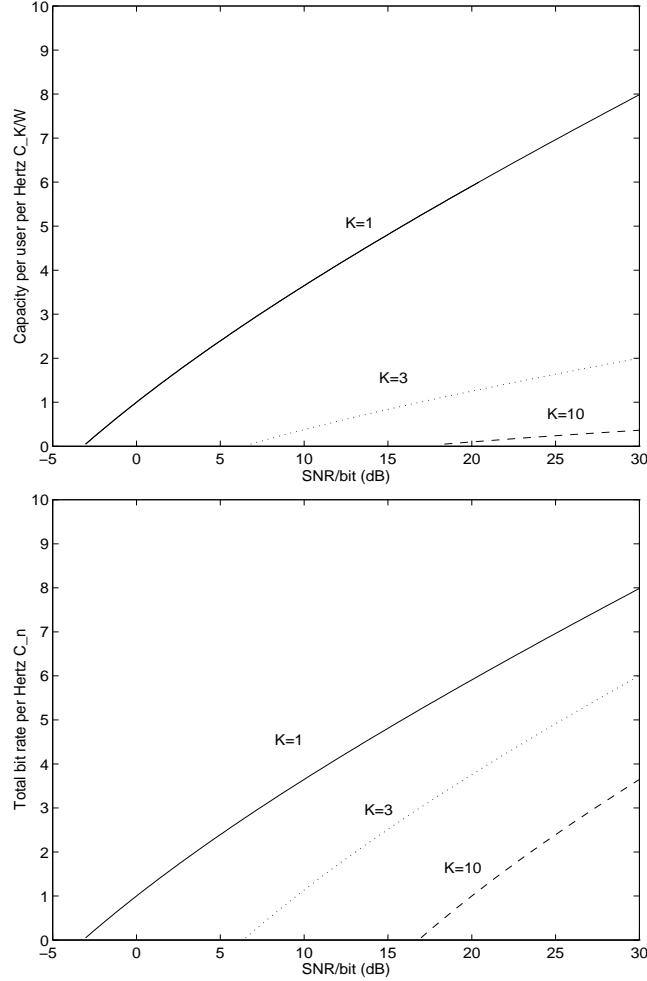 10
9
8
7
6
5
4
3
2
1
0
Capacity per user per Hertz C_K/W
K=1
K=3
K=10
−5 0 5 10 15 20 25 30
SNR/bit (dB)
10
9
8
7
6
5
4
3
2
1
0
Total bit rate per Hertz C_n
K=1
K=3
K=10
−5 0 5 10 15 20 25 30
SNR/bit (dB)